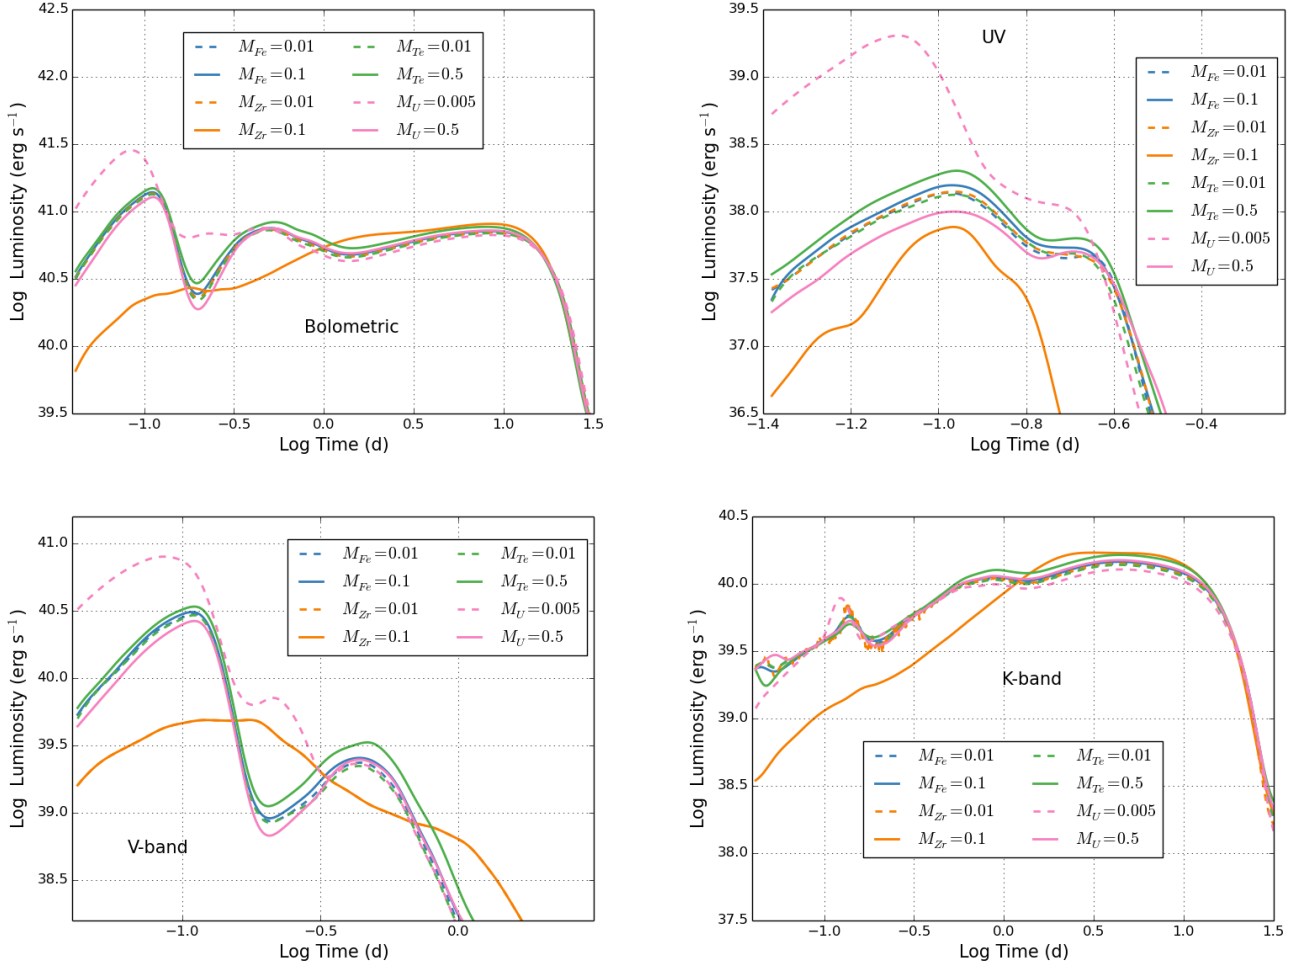 42.5
42.0
41.5
41.0
40.5
40.0
39.5
−1.0 −0.5 0.0 0.5 1.0 1.5
Log Time (d)
Log Luminosity (erg s⁻¹)
M_Fe=0.01 M_Te=0.01
M_Fe=0.1 M_Te=0.5
M_Zr=0.01 M_U=0.005
M_Zr=0.1 M_U=0.5
Bolometric
39.5
39.0
38.5
38.0
37.5
37.0
36.5
−1.4 −1.2 −1.0 −0.8 −0.6 −0.4
Log Time (d)
Log Luminosity (erg s⁻¹)
UV
M_Fe=0.01
M_Fe=0.1
M_Zr=0.01
M_Zr=0.1
M_Te=0.01
M_Te=0.5
M_U=0.005
M_U=0.5
41.0
40.5
40.0
39.5
39.0
38.5
−1.0 −0.5 0.0
Log Time (d)
Log Luminosity (erg s⁻¹)
M_Fe=0.01 M_Te=0.01
M_Fe=0.1 M_Te=0.5
M_Zr=0.01 M_U=0.005
M_Zr=0.1 M_U=0.5
V-band
40.5
40.0
39.5
39.0
38.5
38.0
37.5
−1.0 −0.5 0.0 0.5 1.0 1.5
Log Time (d)
Log Luminosity (erg s⁻¹)
K-band
M_Fe=0.01 M_Te=0.01
M_Fe=0.1 M_Te=0.5
M_Zr=0.01 M_U=0.005
M_Zr=0.1 M_U=0.5